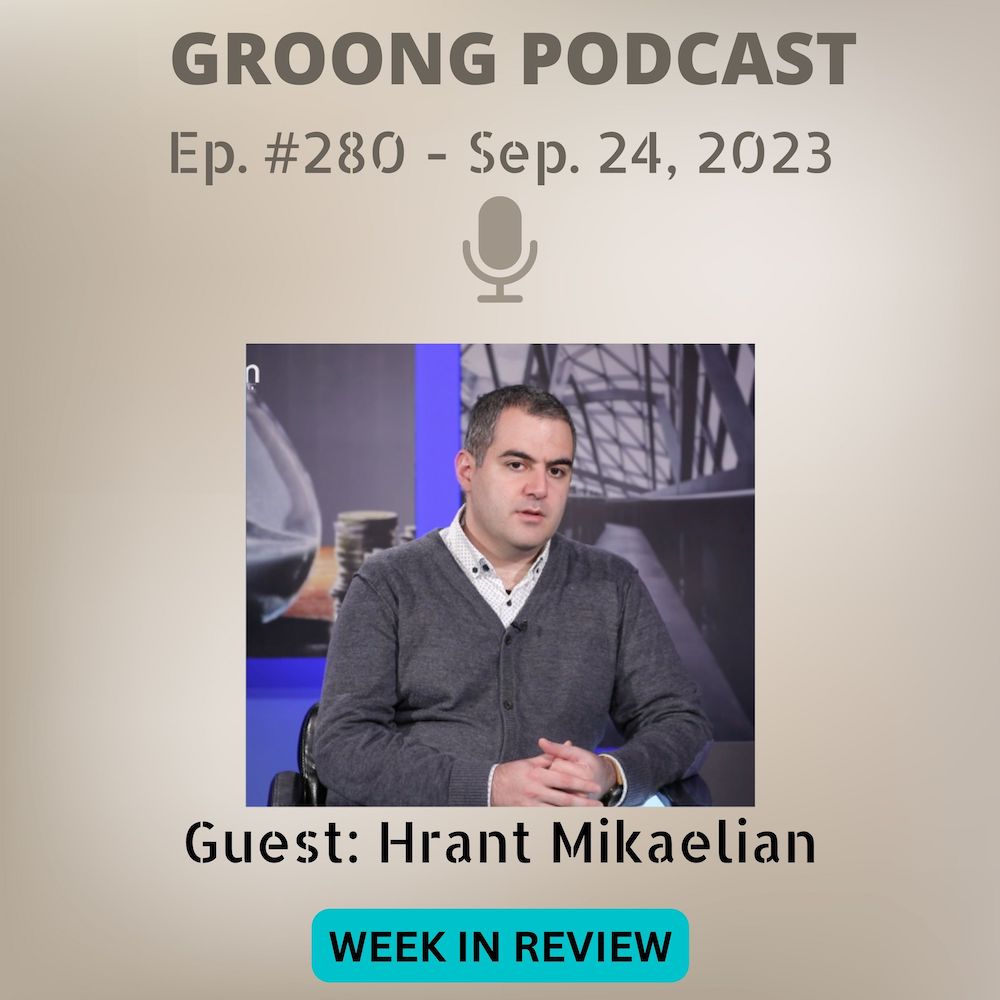 GROONG PODCAST
Ep. #280 - Sep. 24, 2023
n
Guest: Hrant Mikaelian
WEEK IN REVIEW